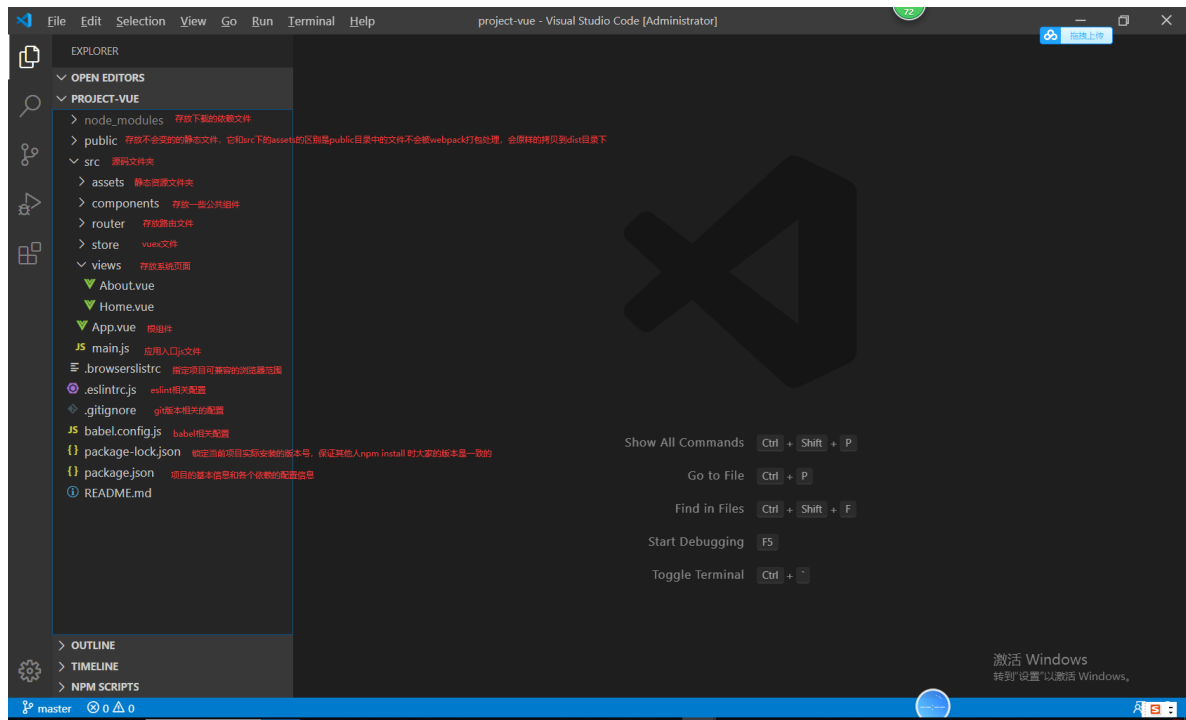 File Edit Selection View Go Run Terminal Help project-vue - Visual Studio Code [Administrator] 72
拖拽上传
EXPLORER
OPEN EDITORS
PROJECT-VUE
node_modules 存放下载的依赖文件
public 存放不会变的的静态文件，它和src下的assets的区别是public目录中的文件不会被webpack打包处理，会原样的拷贝到dist目录下
src 源码文件夹
assets 静态资源文件夹
components 存放一些公共组件
router 存放路由文件
store vuex文件
views 存放系统页面
About.vue
Home.vue
App.vue 根组件
JS main.js 应用入口js文件
.browserslistrc 指定项目可兼容的浏览器范围
.eslintrc.js eslint相关配置
.gitignore git版本相关的配置
JS babel.config.js babel相关配置
{} package-lock.json 锁定当前项目实际安装的版本号，保证其他人npm install 时大家的版本是一致的
{} package.json 项目的基本信息和各个依赖的配置信息
README.md
Show All Commands Ctrl + Shift + P
Go to File Ctrl + P
Find in Files Ctrl + Shift + F
Start Debugging F5
Toggle Terminal Ctrl + `
OUTLINE
TIMELINE
NPM SCRIPTS
激活 Windows
转到"设置"以激活 Windows。
master 0 0 --:--